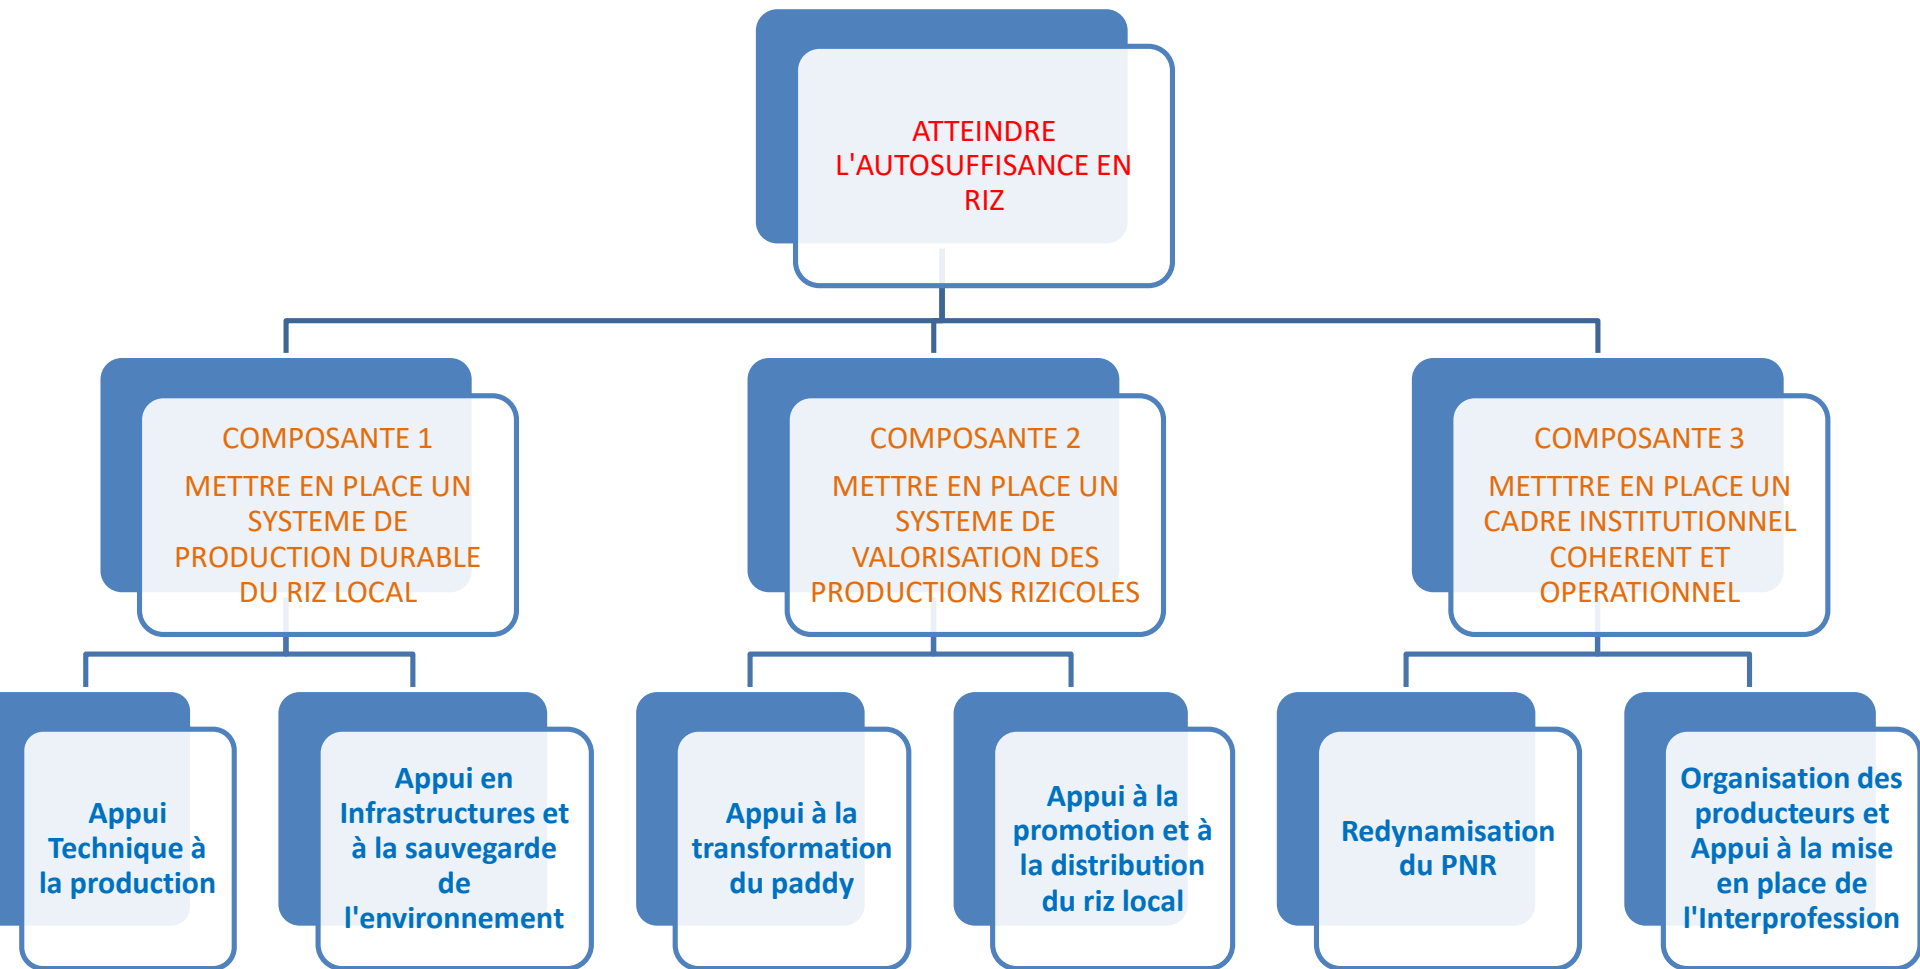 ATTEINDRE
L'AUTOSUFFISANCE EN
RIZ
COMPOSANTE 1
METTRE EN PLACE UN
SYSTEME DE
PRODUCTION DURABLE
DU RIZ LOCAL
COMPOSANTE 2
METTRE EN PLACE UN
SYSTEME DE
VALORISATION DES
PRODUCTIONS RIZICOLES
COMPOSANTE 3
METTTRE EN PLACE UN
CADRE INSTITUTIONNEL
COHERENT ET
OPERATIONNEL
Appui
Technique à
la production
Appui en
Infrastructures et
à la sauvegarde
de
l'environnement
Appui à la
transformation
du paddy
Appui à la
promotion et à
la distribution
du riz local
Redynamisation
du PNR
Organisation des
producteurs et
Appui à la mise
en place de
l'Interprofession